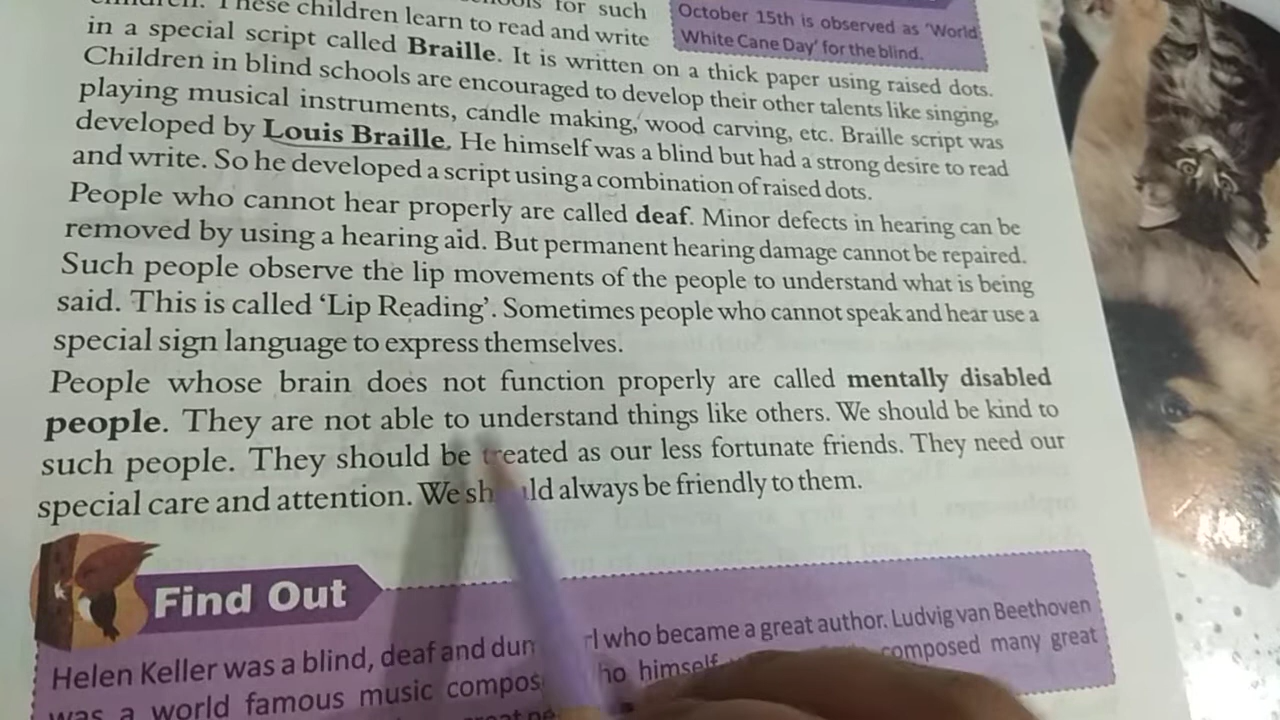 children. These children learn to read and write
in a special script called Braille. It is written on a thick paper using raised dots.
Children in blind schools are encouraged to develop their other talents like singing,
playing musical instruments, candle making, wood carving, etc. Braille script was
developed by Louis Braille. He himself was a blind but had a strong desire to read
and write. So he developed a script using a combination of raised dots.
October 15th is observed as 'World
White Cane Day' for the blind.
People who cannot hear properly are called deaf. Minor defects in hearing can be
removed by using a hearing aid. But permanent hearing damage cannot be repaired.
Such people observe the lip movements of the people to understand what is being
said. This is called 'Lip Reading'. Sometimes people who cannot speak and hear use a
special sign language to express themselves.
People whose brain does not function properly are called mentally disabled
people. They are not able to understand things like others. We should be kind to
such people. They should be treated as our less fortunate friends. They need our
special care and attention. We should always be friendly to them.
Find Out
Helen Keller was a blind, deaf and who became a great author. Ludvig van Beethoven
was a world famous music himself composed many great